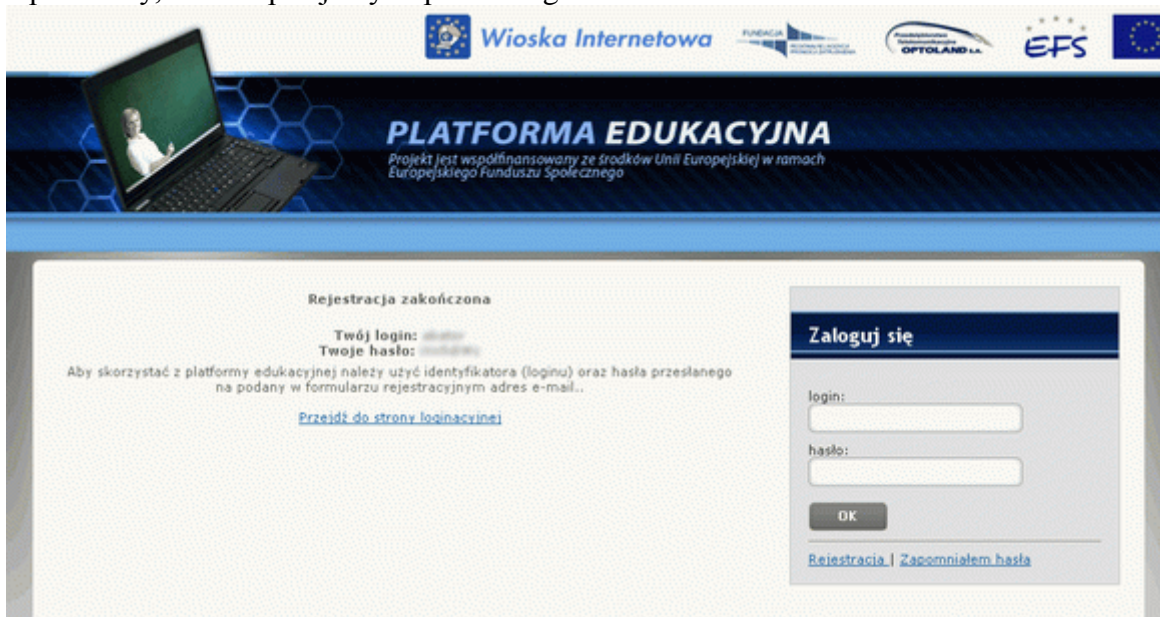 Wioska Internetowa
FUNDACJA
OPTOLAND S.A.
EFS
PLATFORMA EDUKACYJNA
Projekt jest współfinansowany ze środków Unii Europejskiej w ramach
Europejskiego Funduszu Społecznego
Rejestracja zakończona
Twój login:
Twoje hasło:
Aby skorzystać z platformy edukacyjnej należy użyć identyfikatora (loginu) oraz hasła przesłanego
na podany w formularzu rejestracyjnym adres e-mail..
Przejdź do strony loginacyjnej
Zaloguj się
login:
hasło:
OK
Rejestracja | Zapomniałem hasła